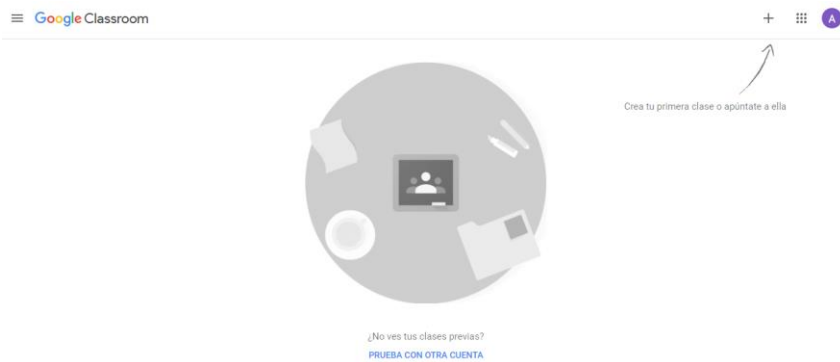 Google Classroom
A
Crea tu primera clase o apúntate a ella
¿No ves tus clases previas?
PRUEBA CON OTRA CUENTA